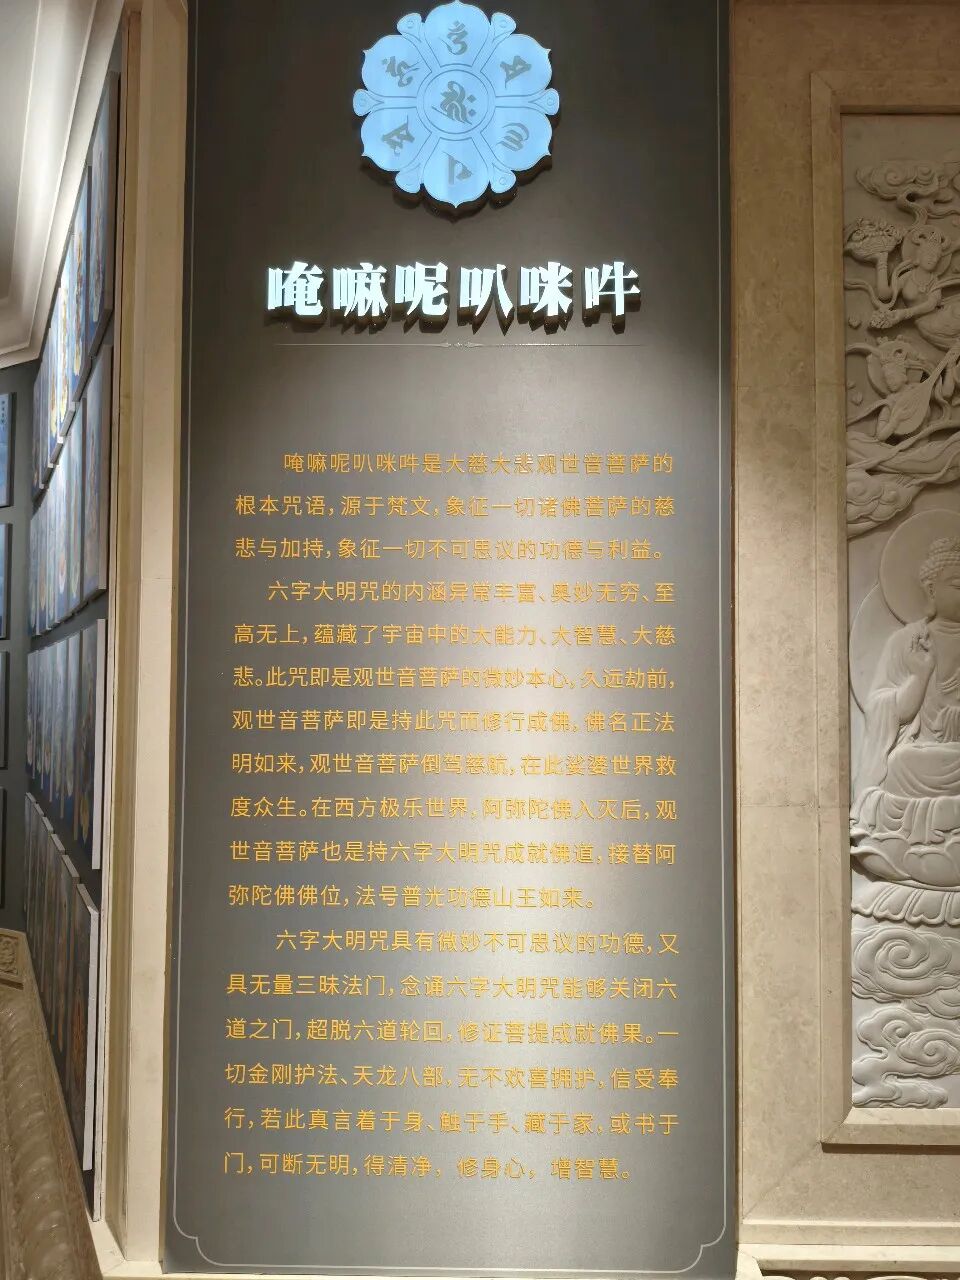 唵嘛呢叭咪吽
唵嘛呢叭咪吽是大慈大悲观世音菩萨的
根本咒语，源于梵文，象征一切诸佛菩萨的慈
悲与加持，象征一切不可思议的功德与利益。
六字大明咒的内涵异常丰富、奥妙无穷、至
高无上，蕴藏了宇宙中的大能力、大智慧、大慈
悲。此咒即是观世音菩萨的微妙本心，久远劫前，
观世音菩萨即是持此咒而修行成佛，佛名正法
明如来，观世音菩萨倒驾慈航，在此娑婆世界救
度众生。在西方极乐世界，阿弥陀佛入灭后，观
世音菩萨也是持六字大明咒成就佛道，接替阿
弥陀佛佛位，法号普光功德山王如来。
六字大明咒具有微妙不可思议的功德，又
具无量三昧法门，念诵六字大明咒能够关闭六
道之门，超脱六道轮回，修证菩提成就佛果。一
切金刚护法、天龙八部，无不欢喜拥护，信受奉
行，若此真言着于身、触于手、藏于家，或书于
门，可断无明，得清净，修身心，增智慧。